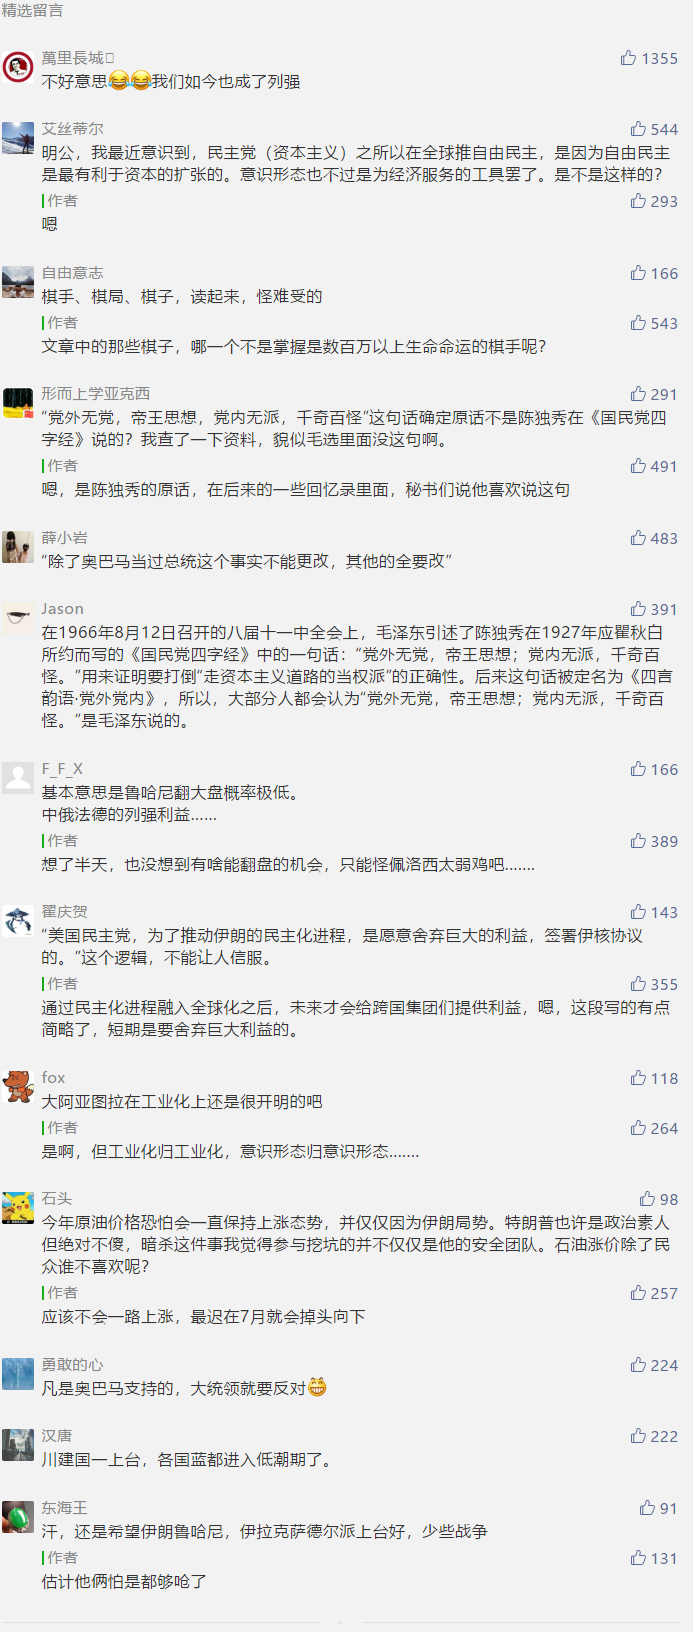 精选留言
萬里長城
1355
不好意思😂😂我们如今也成了列强
艾丝蒂尔
544
明公，我最近意识到，民主党（资本主义）之所以在全球推自由民主，是因为自由民主
是最有利于资本的扩张的。意识形态也不过是为经济服务的工具罢了。是不是这样的？
作者
293
嗯
自由意志
166
棋手、棋局、棋子，读起来，怪难受的
作者
543
文章中的那些棋子，哪一个不是掌握是数百万以上生命命运的棋手呢？
形而上学亚克西
291
“党外无党，帝王思想，党内无派，千奇百怪”这句话确定原话不是陈独秀在《国民党四
字经》说的？我查了一下资料，貌似毛选里面没这句啊。
作者
491
嗯，是陈独秀的原话，在后来的一些回忆录里面，秘书们说他喜欢说这句
薛小岩
483
“除了奥巴马当过总统这个事实不能更改，其他的全要改”
Jason
391
在1966年8月12日召开的八届十一中全会上，毛泽东引述了陈独秀在1927年应瞿秋白
所约而写的《国民党四字经》中的一句话：“党外无党，帝王思想；党内无派，千奇百
怪。”用来证明要打倒“走资本主义道路的当权派”的正确性。后来这句话被定名为《四言
韵语·党外党内》，所以，大部分人都会认为“党外无党，帝王思想；党内无派，千奇百
怪。”是毛泽东说的。
F_F_X
166
基本意思是鲁哈尼翻大盘概率极低。
中俄法德的列强利益......
作者
389
想了半天，也没想到有啥能翻盘的机会，只能怪佩洛西太弱鸡吧.......
翟庆贺
143
“美国民主党，为了推动伊朗的民主化进程，是愿意舍弃巨大的利益，签署伊核协议
的。”这个逻辑，不能让人信服。
作者
355
通过民主化进程融入全球化之后，未来才会给跨国集团们提供利益，嗯，这段写的有点
简略了，短期是要舍弃巨大利益的。
fox
118
大阿亚图拉在工业化上还是很开明的吧
作者
264
是啊，但工业化归工业化，意识形态归意识形态.......
石头
98
今年原油价格恐怕会一直保持上涨态势，并仅仅因为伊朗局势。特朗普也许是政治素人
但绝对不傻，暗杀这件事我觉得参与挖坑的并不仅仅是他的安全团队。石油涨价除了民
众谁不喜欢呢？
作者
257
应该不会一路上涨，最迟在7月就会掉头向下
勇敢的心
224
凡是奥巴马支持的，大统领就要反对😁
汉唐
222
川建国一上台，各国蓝都进入低潮期了。
东海王
91
汗，还是希望伊朗鲁哈尼，伊拉克萨德尔派上台好，少些战争
作者
131
估计他俩怕是都够呛了